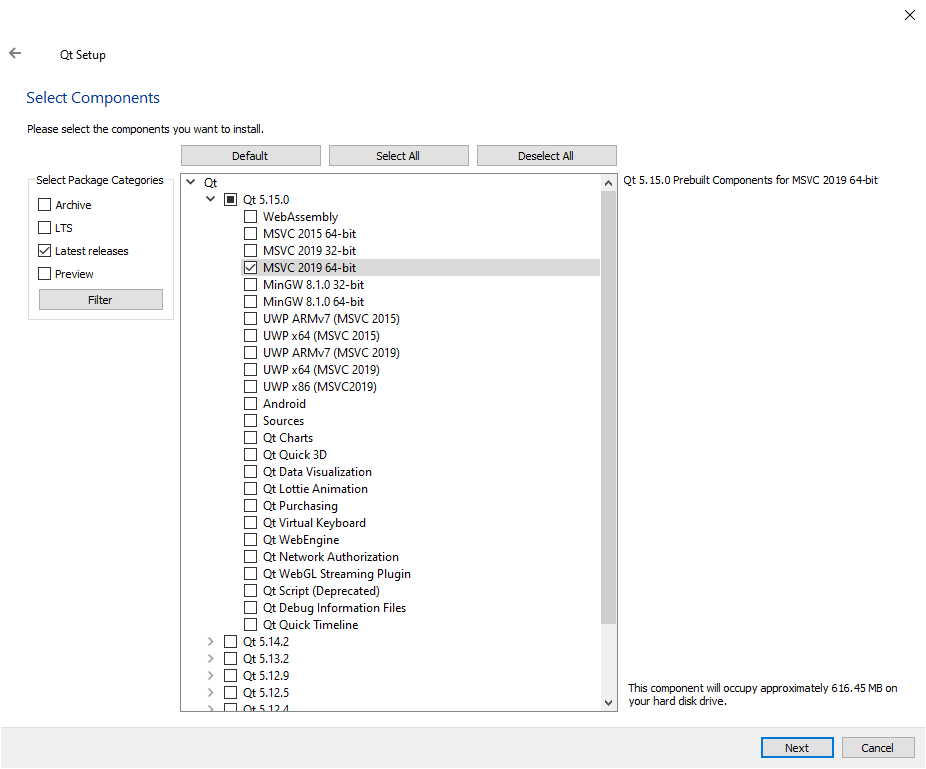 Qt Setup
Select Components
Please select the components you want to install.
Default
Select All
Deselect All
Select Package Categories
Archive
LTS
Latest releases
Preview
Filter
Qt
Qt 5.15.0
WebAssembly
MSVC 2015 64-bit
MSVC 2019 32-bit
MSVC 2019 64-bit
MinGW 8.1.0 32-bit
MinGW 8.1.0 64-bit
UWP ARMv7 (MSVC 2015)
UWP x64 (MSVC 2015)
UWP ARMv7 (MSVC 2019)
UWP x64 (MSVC 2019)
UWP x86 (MSVC2019)
Android
Sources
Qt Charts
Qt Quick 3D
Qt Data Visualization
Qt Lottie Animation
Qt Purchasing
Qt Virtual Keyboard
Qt WebEngine
Qt Network Authorization
Qt WebGL Streaming Plugin
Qt Script (Deprecated)
Qt Debug Information Files
Qt Quick Timeline
Qt 5.14.2
Qt 5.13.2
Qt 5.12.9
Qt 5.12.5
Qt 5.12.4
Qt 5.15.0 Prebuilt Components for MSVC 2019 64-bit
This component will occupy approximately 616.45 MB on
your hard disk drive.
Next
Cancel